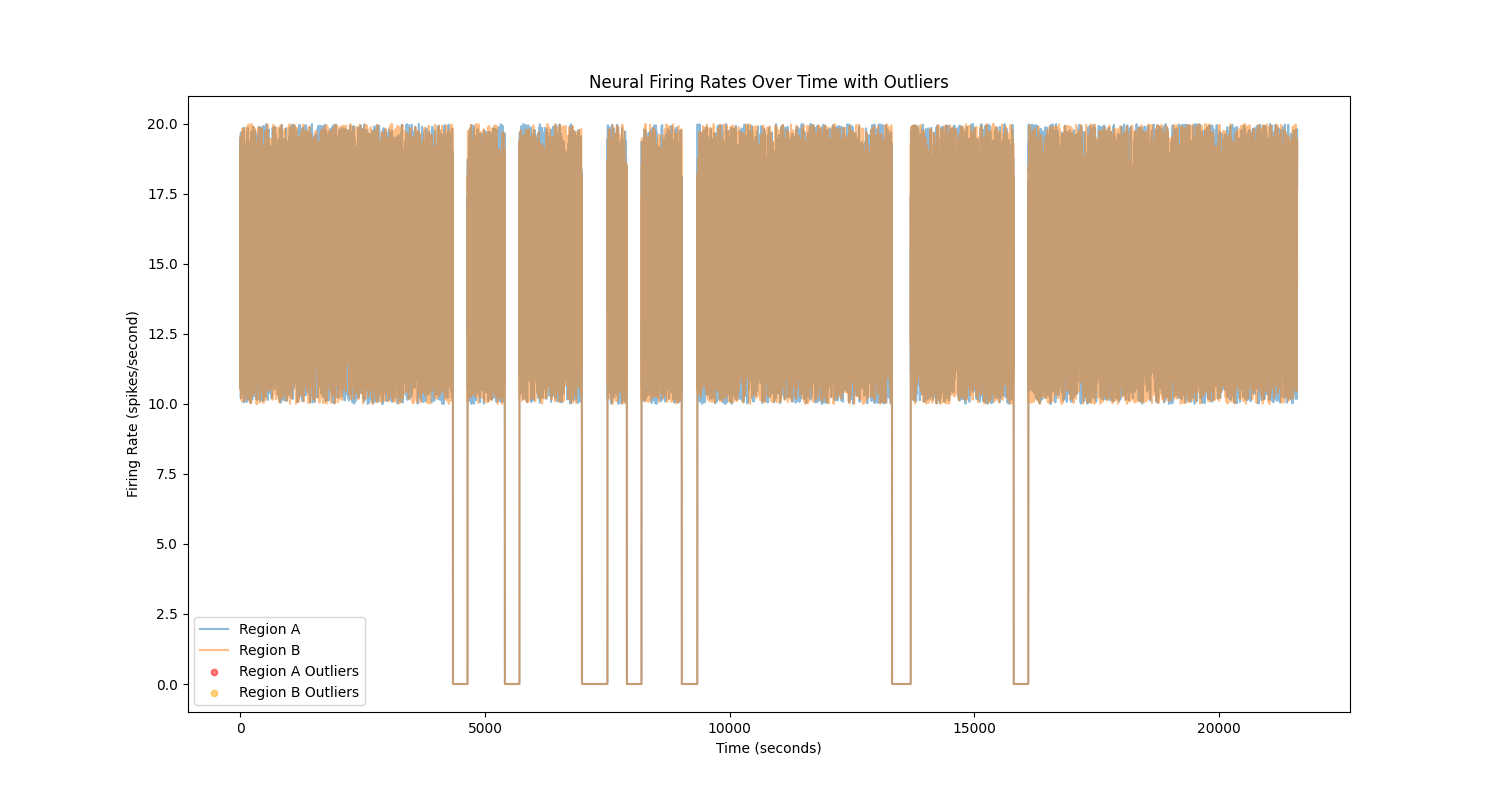 Neural Firing Rates Over Time with Outliers
20.0
17.5
15.0
12.5
10.0
7.5
5.0
2.5
0.0
Firing Rate (spikes/second)
Region A
Region B
Region A Outliers
Region B Outliers
0
5000
10000
15000
20000
Time (seconds)